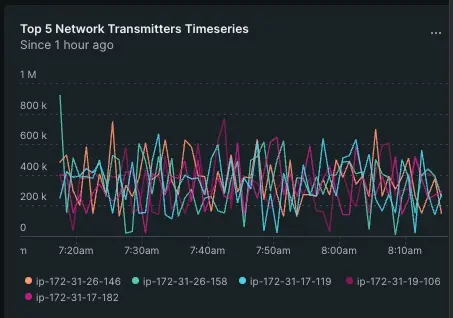 Top 5 Network Transmitters Timeseries
...
Since 1 hour ago
1 M
800 k
600 k
400 k
200 k
0
m 7:20am 7:30am 7:40am 7:50am 8:00am 8:10am
ip-172-31-26-146 ip-172-31-26-158 ip-172-31-17-119 ip-172-31-19-106
ip-172-31-17-182